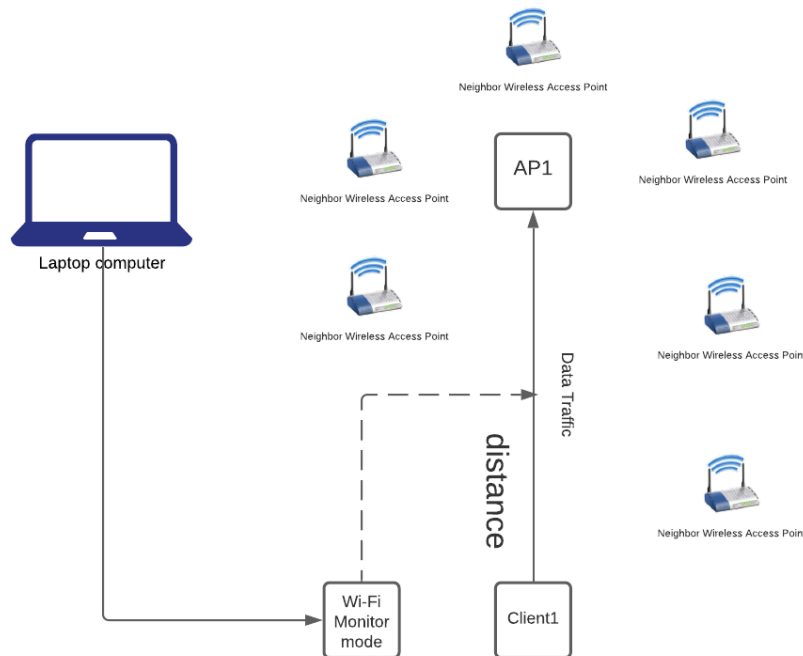 Neighbor Wireless Access Point
AP1
Neighbor Wireless Access Point
Neighbor Wireless Access Point
Laptop computer
Neighbor Wireless Access Point
Neighbor Wireless Access Poin
Data Traffic
distance
Neighbor Wireless Access Poin
Wi-Fi
Monitor
mode
Client1